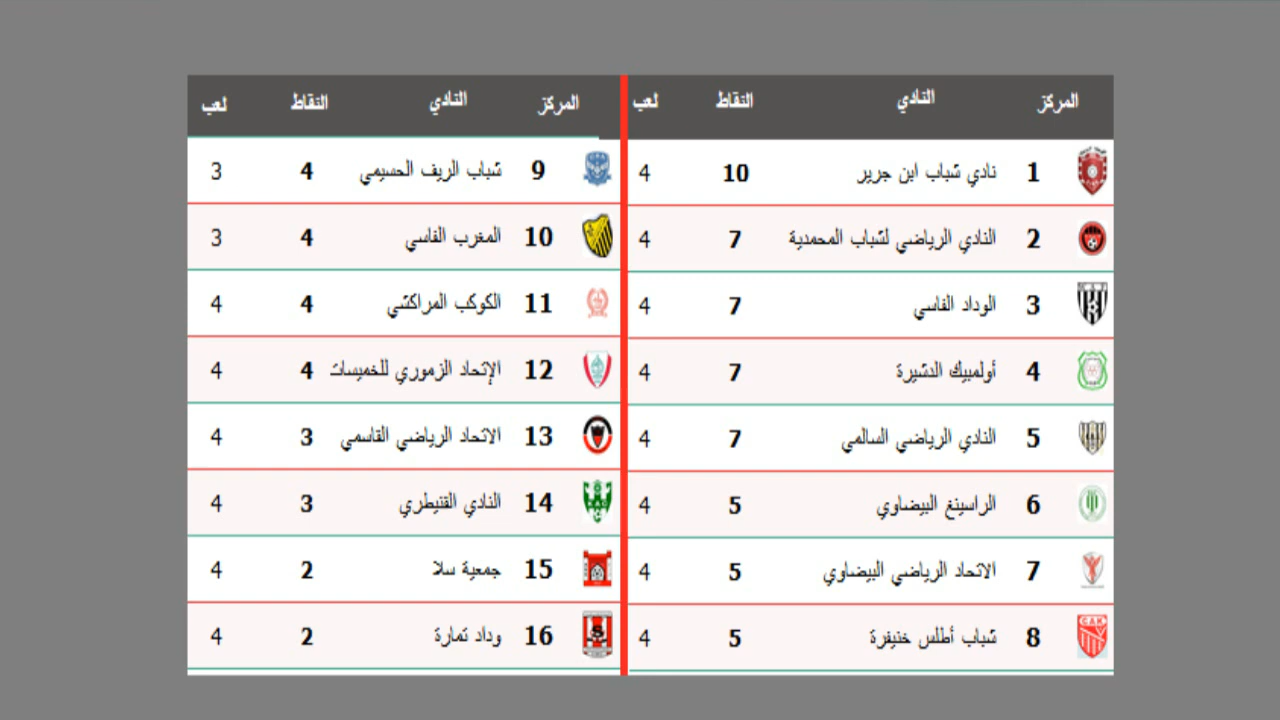 المركز النادي النقاط لعب
1 نادي شباب ابن جرير 10 4
2 النادي الرياضي لشباب المحمدية 7 4
3 الوداد الفاسي 7 4
4 أولمبيك الدشيرة 7 4
5 النادي الرياضي السالمي 7 4
6 الراسينغ البيضاوي 5 4
7 الاتحاد الرياضي البيضاوي 5 4
8 شباب أطلس خنيفرة 5 4
المركز النادي النقاط لعب
9 شباب الريف الحسيمي 4 3
10 المغرب الفاسي 4 3
11 الكوكب المراكشي 4 4
12 الإتحاد الزموري للخميسات 4 4
13 الاتحاد الرياضي القاسمي 3 4
14 النادي القنيطري 3 4
15 جمعية سلا 2 4
16 وداد تمارة 2 4